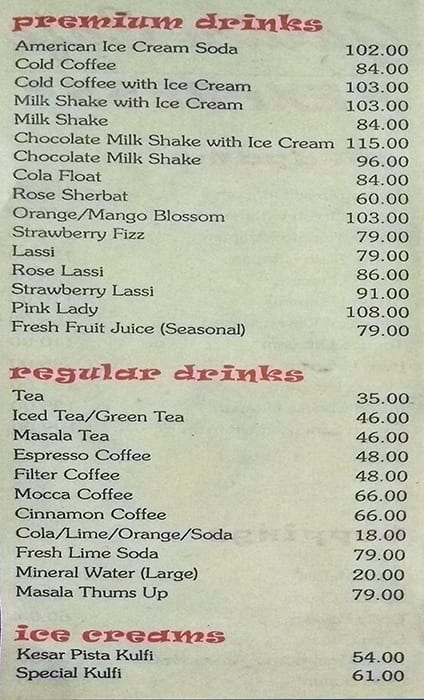 premium drinks
American Ice Cream Soda 102.00
Cold Coffee 84.00
Cold Coffee with Ice Cream 103.00
Milk Shake with Ice Cream 103.00
Milk Shake 84.00
Chocolate Milk Shake with Ice Cream 115.00
Chocolate Milk Shake 96.00
Cola Float 84.00
Rose Sherbat 60.00
Orange/Mango Blossom 103.00
Strawberry Fizz 79.00
Lassi 79.00
Rose Lassi 86.00
Strawberry Lassi 91.00
Pink Lady 108.00
Fresh Fruit Juice (Seasonal) 79.00
regular drinks
Tea 35.00
Iced Tea/Green Tea 46.00
Masala Tea 46.00
Espresso Coffee 48.00
Filter Coffee 48.00
Mocca Coffee 66.00
Cinnamon Coffee 66.00
Cola/Lime/Orange/Soda 18.00
Fresh Lime Soda 79.00
Mineral Water (Large) 20.00
Masala Thums Up 79.00
ice creams
Kesar Pista Kulfi 54.00
Special Kulfi 61.00